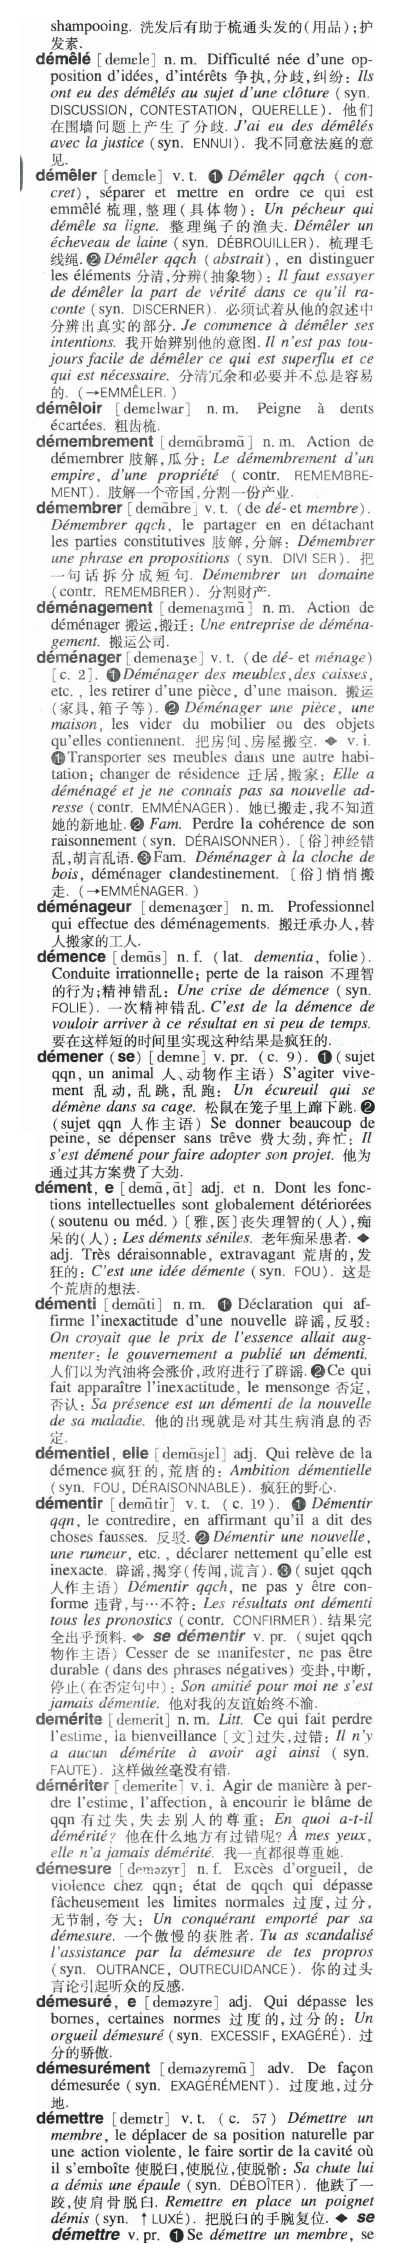 shampooing. 洗发后有助于梳通头发的(用品);护
发素.
démêlé [demele] n. m. Difficulté née d'une op-
position d'idées, d'intérêts 争执,分歧,纠纷: Ils
ont eu des démêlés au sujet d'une clôture (syn.
DISCUSSION, CONTESTATION, QUERELLE). 他们
在围墙问题上产生了分歧. J'ai eu des démêlés
avec la justice (syn. ENNUI). 我不同意法庭的意
见.
démêler [demele] v. t. ❶ Démêler qqch (con-
cret), séparer et mettre en ordre ce qui est
emmêlé 梳理,整理(具体物): Un pécheur qui
démêle sa ligne. 整理绳子的渔夫. Démêler un
écheveau de laine (syn. DÉBROUILLER). 梳理毛
线绳. ❷ Démêler qqch (abstrait), en distinguer
les éléments 分清,分辨(抽象物): Il faut essayer
de démêler la part de vérité dans ce qu'il ra-
conte (syn. DISCERNER). 必须试着从他的叙述中
分辨出真实的部分. Je commence à démêler ses
intentions. 我开始辨别他的意图. Il n'est pas tou-
jours facile de démêler ce qui est superflu et ce
qui est nécessaire. 分清冗余和必要并不总是容易
的. (→EMMÊLER. )
démêloir [demɛlwar] n. m. Peigne à dents
écartées. 粗齿梳.
démembrement [demɑ̃brəmɑ̃] n. m. Action de
démembrer 肢解,瓜分: Le démembrement d'un
empire, d'une propriété ( contr. REMEMBRE-
MENT). 肢解一个帝国,分割一份产业.
démembrer [demɑ̃bre] v. t. (de dé- et membre).
Démembrer qqch, le partager en en détachant
les parties constitutives 肢解,分解: Démembrer
une phrase en propositions ( syn. DIVI SER). 把
一句话拆分成短句. Démembrer un domaine
(contr. REMEMBRER). 分割财产.
déménagement [demenaʒmɑ̃] n. m. Action de
déménager 搬运,搬迁: Une entreprise de déména-
gement. 搬运公司.
déménager [demenaʒe] v. t. (de dé- et ménage)
[c. 2]. ❶ Déménager des meubles,des caisses,
etc. , les retirer d'une pièce, d'une maison. 搬运
(家具,箱子等). ❷ Déménager une pièce, une
maison, les vider du mobilier ou des objets
qu'elles contiennent. 把房间、房屋搬空. ◆ v. i.
❶ Transporter ses meubles dans une autre habi-
tation; changer de résidence 迁居,搬家: Elle a
déménagé et je ne connais pas sa nouvelle ad-
resse (contr. EMMÉNAGER). 她已搬走,我不知道
她的新地址. ❷ Fam. Perdre la cohérence de son
raisonnement (syn. DÉRAISONNER). 〔俗〕神经错
乱,胡言乱语. ❸ Fam. Déménager à la cloche de
bois, déménager clandestinement. 〔俗〕悄悄搬
走. (→EMMÉNAGER. )
déménageur [demenaʒœr] n. m. Professionnel
qui effectue des déménagements. 搬迁承办人,替
人搬家的工人.
démence [demɑ̃s] n. f. (lat. dementia, folie).
Conduite irrationnelle; perte de la raison 不理智
的行为;精神错乱: Une crise de démence (syn.
FOLIE). 一次精神错乱. C'est de la démence de
vouloir arriver à ce résultat en si peu de temps.
要在这样短的时间里实现这种结果是疯狂的.
démener (se) [demne] v. pr. (c. 9). ❶ (sujet
qqn, un animal 人、动物作主语) S'agiter vive-
ment 乱动,乱跳,乱跑: Un écureuil qui se
démène dans sa cage. 松鼠在笼子里上蹿下跳. ❷
(sujet qqn 人作主语) Se donner beaucoup de
peine, se dépenser sans trêve 费大劲,奔忙: Il
s'est démené pour faire adopter son projet. 他为
通过其方案费了大劲.
dément, e [demɑ̃, ɑ̃t] adj. et n. Dont les fonc-
tions intellectuelles sont globalement détériorées
(soutenu ou méd. ) 〔雅,医〕丧失理智的(人),痴
呆的(人): Les déments séniles. 老年痴呆患者. ◆
adj. Très déraisonnable, extravagant 荒唐的,发
狂的: C'est une idée démente (syn. FOU). 这是
个荒唐的想法.
démenti [demɑ̃ti] n. m. ❶ Déclaration qui af-
firme l'inexactitude d'une nouvelle 辟谣,反驳:
On croyait que le prix de l'essence allait aug-
menter: le gouvernement a publié un démenti.
人们以为汽油将会涨价,政府进行了辟谣. ❷ Ce qui
fait apparaître l'inexactitude, le mensonge 否定,
否认: Sa présence est un démenti de la nouvelle
de sa maladie. 他的出现就是对其生病消息的否
定.
démentiel, elle [demɑ̃sjɛl] adj. Qui relève de la
démence 疯狂的,荒唐的: Ambition démentielle
(syn. FOU, DÉRAISONNABLE). 疯狂的野心.
démentir [demɑ̃tir] v. t. ( c. 19). ❶ Démentir
qqn, le contredire, en affirmant qu'il a dit des
choses fausses. 反驳. ❷ Démentir une nouvelle,
une rumeur, etc. , déclarer nettement qu'elle est
inexacte. 辟谣,揭穿(传闻,谎言). ❸ (sujet qqch
人作主语) Démentir qqch, ne pas y être con-
forme 违背,与…不符: Les résultats ont démenti
tous les pronostics (contr. CONFIRMER). 结果完
全出乎预料. ◆ se démentir v. pr. (sujet qqch
物作主语) Cesser de se manifester, ne pas être
durable (dans des phrases négatives) 变卦,中断,
停止(在否定句中): Son amitié pour moi ne s'est
jamais démentie. 他对我的友谊始终不渝.
démérite [demerit] n. m. Litt. Ce qui fait perdre
l'estime, la bienveillance 〔文〕过失,过错: Il n'y
a aucun démérite à avoir agi ainsi ( syn.
FAUTE). 这样做丝毫没有错.
démériter [demerite] v. i. Agir de manière à per-
dre l'estime, l'affection, à encourir le blâme de
qqn 有过失,失去别人的尊重: En quoi a-t-il
démérité? 他在什么地方有过错呢? À mes yeux,
elle n'a jamais démérité. 我一直都很尊重她.
démesure [deməzyr] n. f. Excès d'orgueil, de
violence chez qqn; état de qqch qui dépasse
fâcheusement les limites normales 过度,过分,
无节制,夸大: Un conquérant emporté par sa
démesure. 一个傲慢的获胜者. Tu as scandalisé
l'assistance par la démesure de tes propros
(syn. OUTRANCE, OUTRECUIDANCE). 你的过头
言论引起听众的反感.
démesuré, e [deməzyre] adj. Qui dépasse les
bornes, certaines normes 过度的,过分的: Un
orgueil démesuré (syn. EXCESSIF, EXAGÉRÉ). 过
分的骄傲.
démesurément [deməzyremɑ̃] adv. De façon
démesurée (syn. EXAGÉRÉMENT). 过度地,过分
地.
démettre [demɛtr] v. t. ( c. 57) Démettre un
membre, le déplacer de sa position naturelle par
une action violente, le faire sortir de la cavité où
il s'emboîte 使脱臼,使脱位,使脱骱: Sa chute lui
a démis une épaule (syn. DÉBOÎTER). 他跌了一
跤,使肩骨脱臼. Remettre en place un poignet
démis (syn. ↑LUXÉ). 把脱臼的手腕复位. ◆ se
démettre v. pr. ❶ Se démettre un membre, se